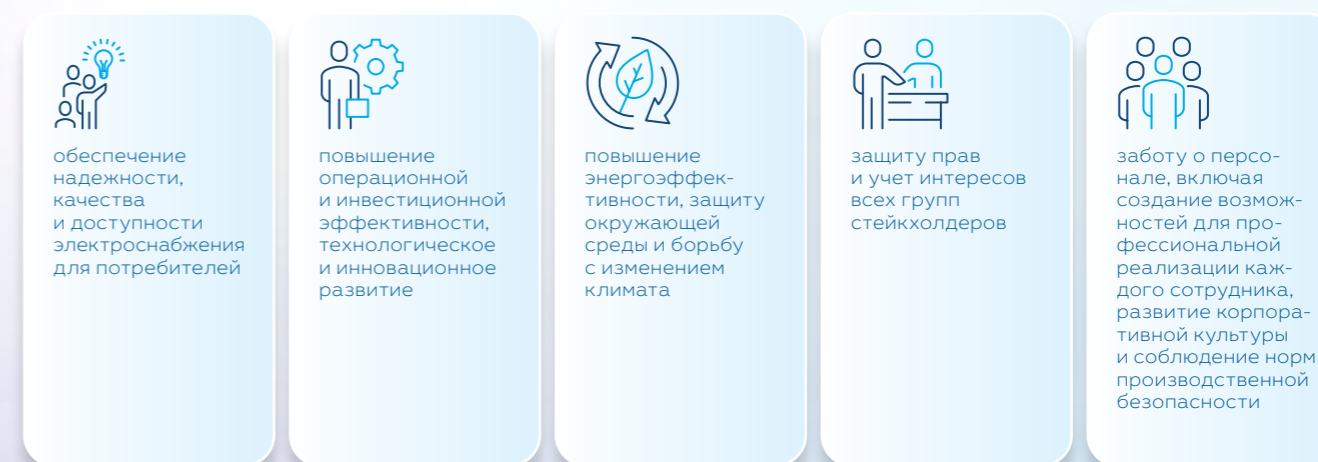 обеспечение
надежности,
качества
и доступности
электроснабжения
для потребителей
повышение
операционной
и инвестиционной
эффективности,
технологическое
и инновационное
развитие
повышение
энергоэффек-
тивности, защиту
окружающей
среды и борьбу
с изменением
климата
защиту прав
и учет интересов
всех групп
стейкхолдеров
заботу о персо-
нале, включая
создание возмож-
ностей для про-
фессиональной
реализации каж-
дого сотрудника,
развитие корпора-
тивной культуры
и соблюдение норм
производственной
безопасности